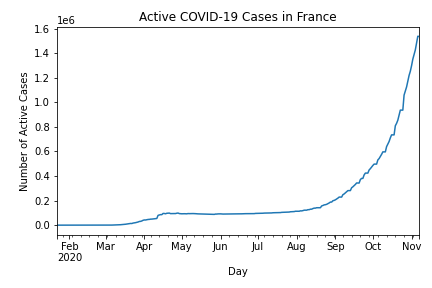 Active COVID-19 Cases in France
1e6
1.6
1.4
1.2
1.0
0.8
0.6
0.4
0.2
0.0
Number of Active Cases
Feb Mar Apr May Jun Jul Aug Sep Oct Nov
2020
Day